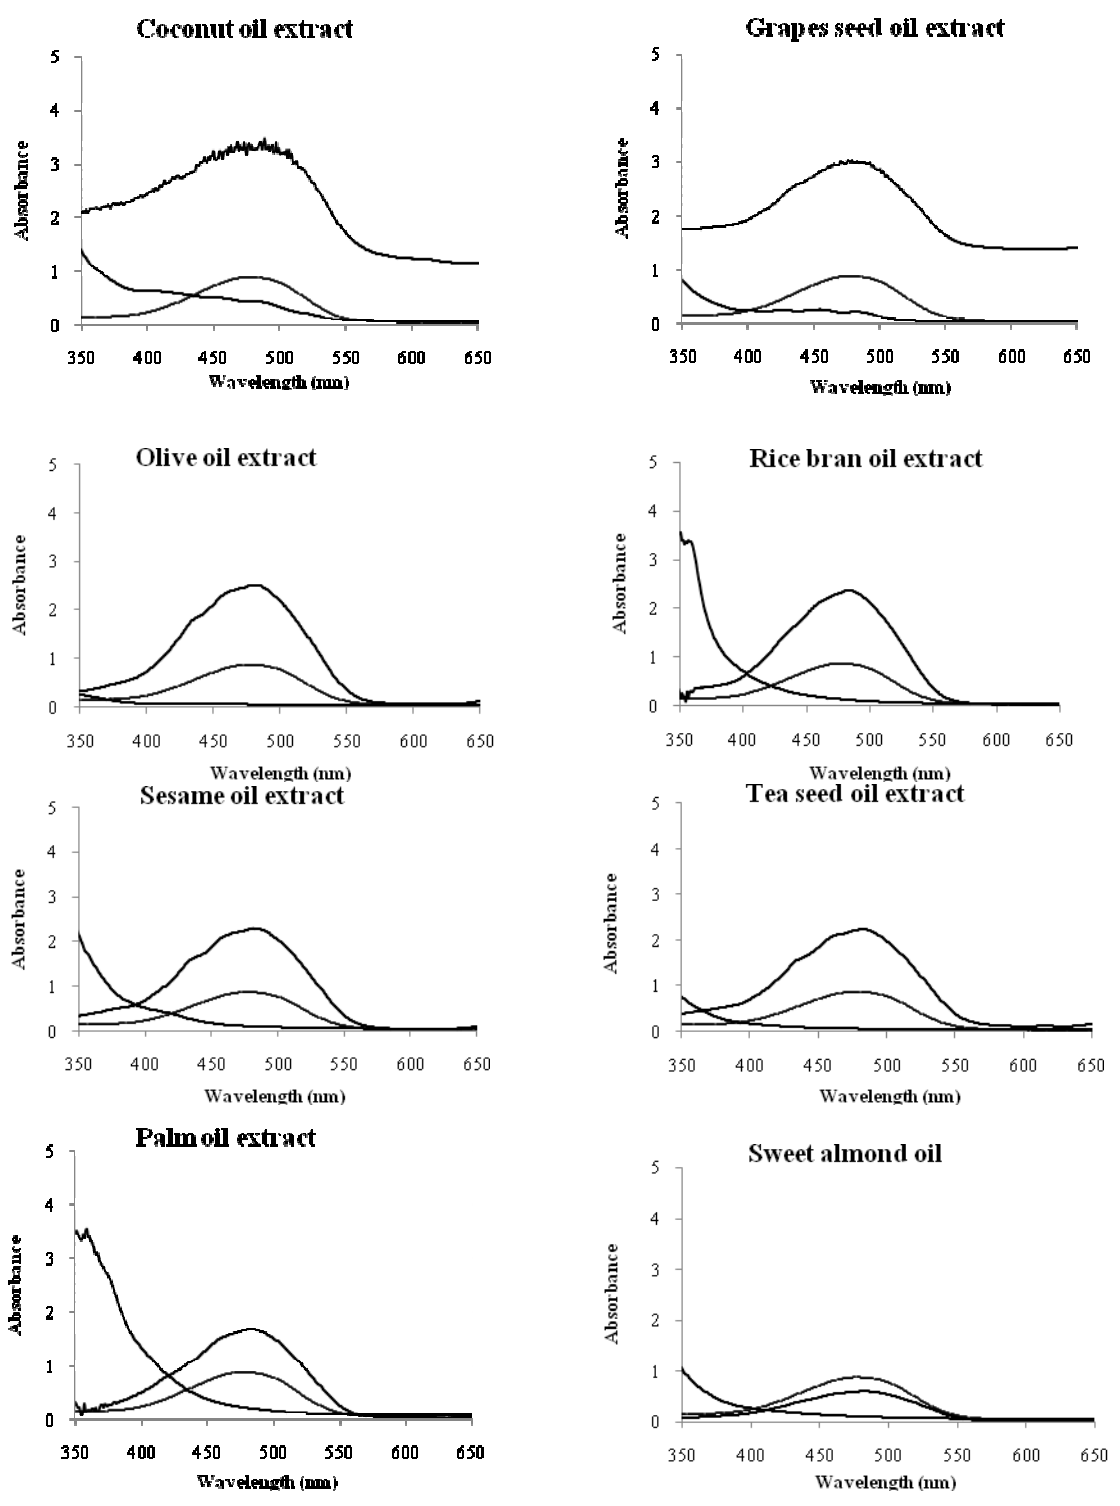 Coconut oil extract
5
4
3
2
1
0
Absorbance
350 400 450 500 550 600 650
Wavelength (nm)
Grapes seed oil extract
5
4
3
2
1
0
Absorbance
350 400 450 500 550 600 650
Wavelength (nm)
Olive oil extract
5
4
3
2
1
0
Absorbance
350 400 450 500 550 600 650
Wavelength (nm)
Rice bran oil extract
5
4
3
2
1
0
Absorbance
350 400 450 500 550 600 650
Wavelength (nm)
Sesame oil extract
5
4
3
2
1
0
Absorbance
350 400 450 500 550 600 650
Wavelength (nm)
Tea seed oil extract
5
4
3
2
1
0
Absorbance
350 400 450 500 550 600 650
Wavelength (nm)
Palm oil extract
5
4
3
2
1
0
Absorbance
350 400 450 500 550 600 650
Wavelength (nm)
Sweet almond oil
5
4
3
2
1
0
Absorbance
350 400 450 500 550 600 650
Wavelength (nm)